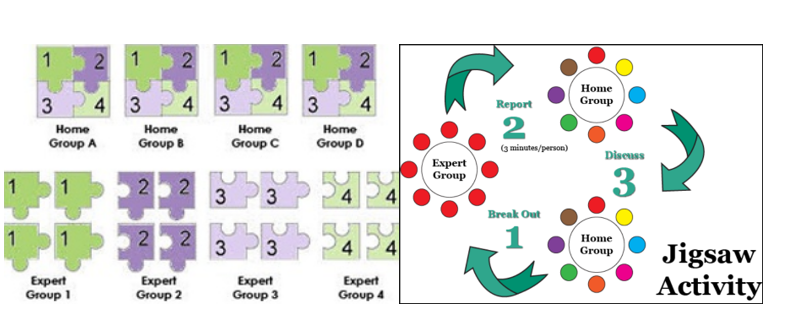 1 2 1 2 1 2 1 2
3 4 3 4 3 4 3 4
Home Home Home Home
Group A Group B Group C Group D
1 1 2 2 3 3 4 4
1 1 2 2 3 3 4 4
Expert Expert Expert Expert
Group 1 Group 2 Group 3 Group 4
Home
Group
Report
2
(3 minutes/person)
Expert
Group
Discuss
3
Break Out
1
Home
Group
Jigsaw
Activity